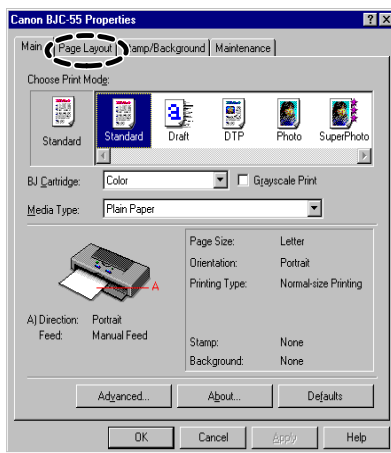 Canon BJC-55 Properties
Main Page Layout Stamp/Background Maintenance
Choose Print Mode:
Standard Standard Draft DTP Photo SuperPhoto
BJ Cartridge: Color Grayscale Print
Media Type: Plain Paper
A
Page Size: Letter
Orientation: Portrait
Printing Type: Normal-size Printing
A) Direction: Portrait
Feed: Manual Feed
Stamp: None
Background: None
Advanced... About... Defaults
OK Cancel Apply Help